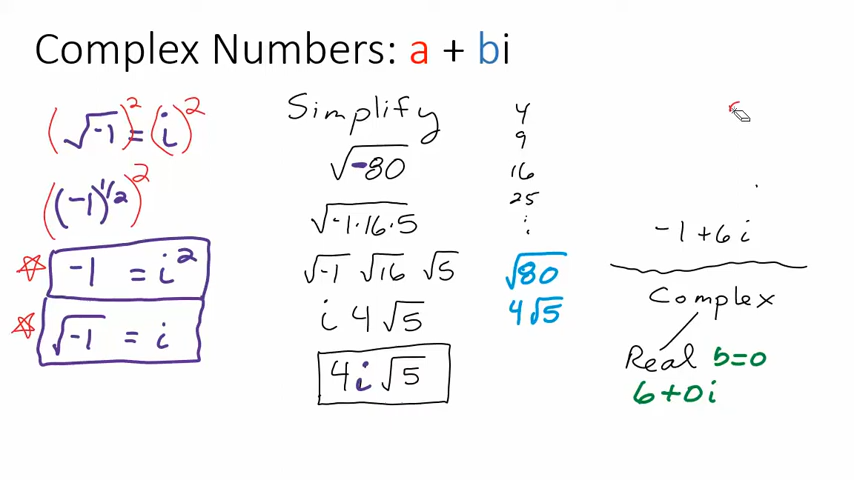 Complex Numbers: a + bi
(√-1)² = (i)²
((-1)^1/2)²
☆ -1 = i²
☆ √-1 = i
Simplify
√-80
√-1·16·5
√-1 √16 √5
i 4 √5
4i√5
4
9
16
25
⋮
√80
4√5
-1+6i
Complex
Real b=0
6+0i